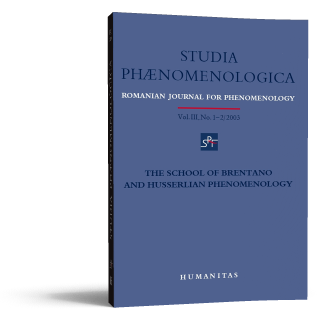 STUDIA
PHÆNOMENOLOGICA
ROMANIAN JOURNAL FOR PHENOMENOLOGY
Vol. III, No. 1-2/2003
THE SCHOOL OF BRENTANO
AND HUSSERLIAN PHENOMENOLOGY
HUMANITAS